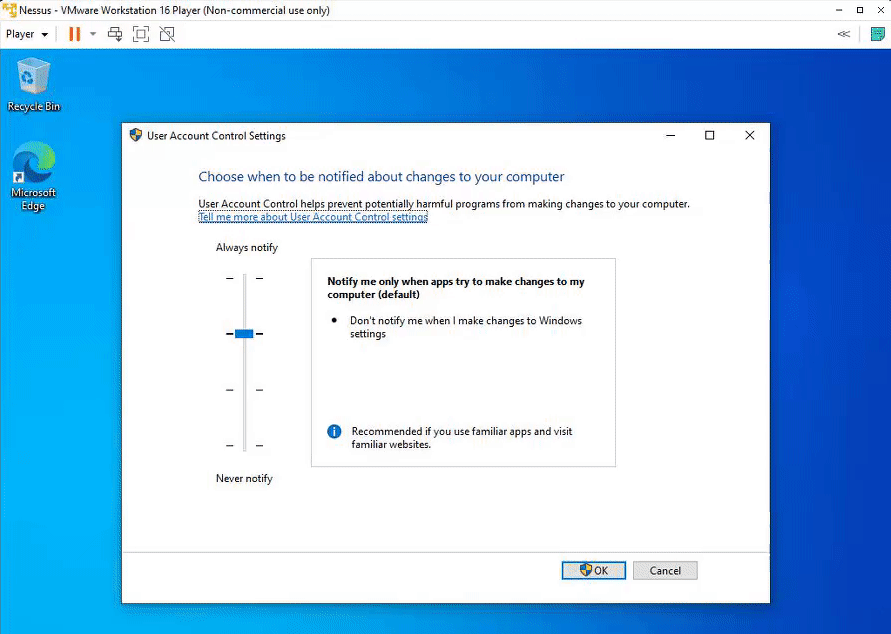 Nessus - VMware Workstation 16 Player (Non-commercial use only)
Player
Recycle Bin
Microsoft
Edge
User Account Control Settings
Choose when to be notified about changes to your computer
User Account Control helps prevent potentially harmful programs from making changes to your computer.
Tell me more about User Account Control settings
Always notify
Notify me only when apps try to make changes to my
computer (default)
Don't notify me when I make changes to Windows
settings
Recommended if you use familiar apps and visit
familiar websites.
Never notify
OK
Cancel